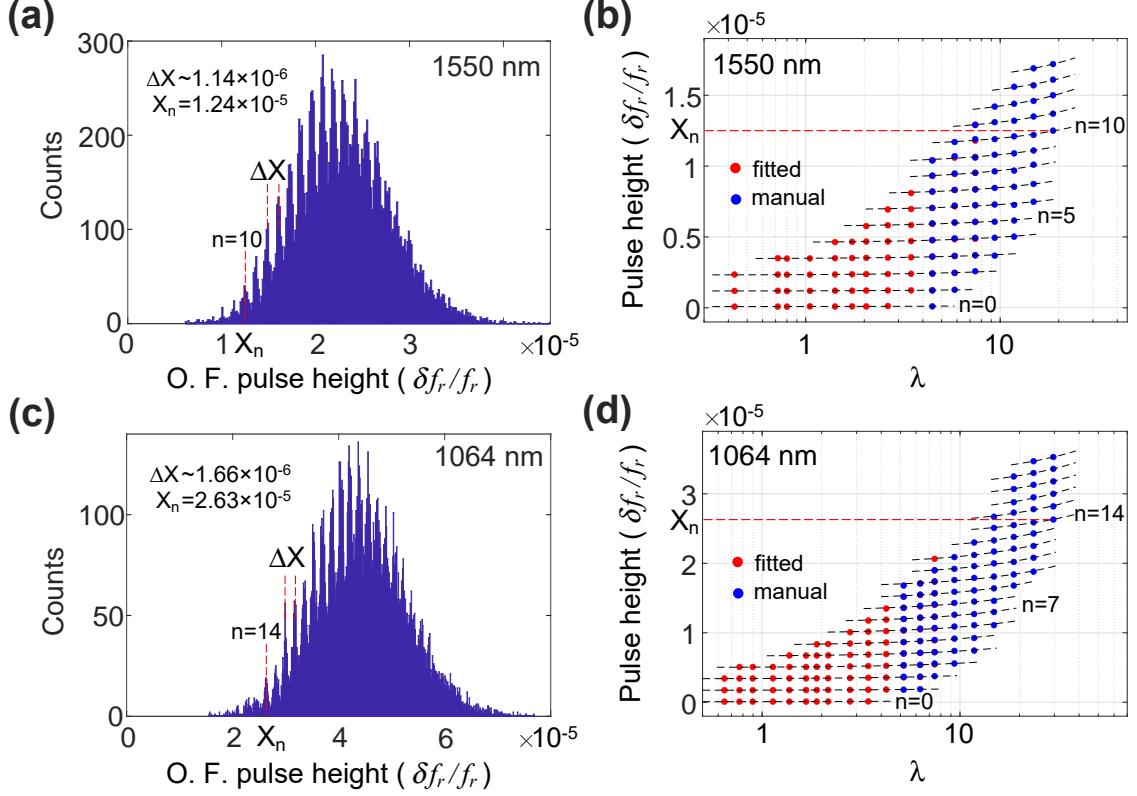 (a)
300
200
100
0
Counts
ΔX~1.14×10⁻⁶
Xₙ=1.24×10⁻⁵
1550 nm
ΔX
n=10
0
1
Xₙ
2
3
×10⁻⁵
O. F. pulse height ( δfᵣ/fᵣ )
(b)
×10⁻⁵
1550 nm
1.5
Xₙ
1
0.5
0
Pulse height ( δfᵣ/fᵣ )
fitted
manual
n=10
n=5
n=0
1
10
λ
(c)
100
50
0
Counts
ΔX~1.66×10⁻⁶
Xₙ=2.63×10⁻⁵
1064 nm
ΔX
n=14
0
2
Xₙ
4
6
×10⁻⁵
O. F. pulse height ( δfᵣ/fᵣ )
(d)
×10⁻⁵
1064 nm
3
Xₙ
2
1
0
Pulse height ( δfᵣ/fᵣ )
fitted
manual
n=14
n=7
n=0
1
10
λ